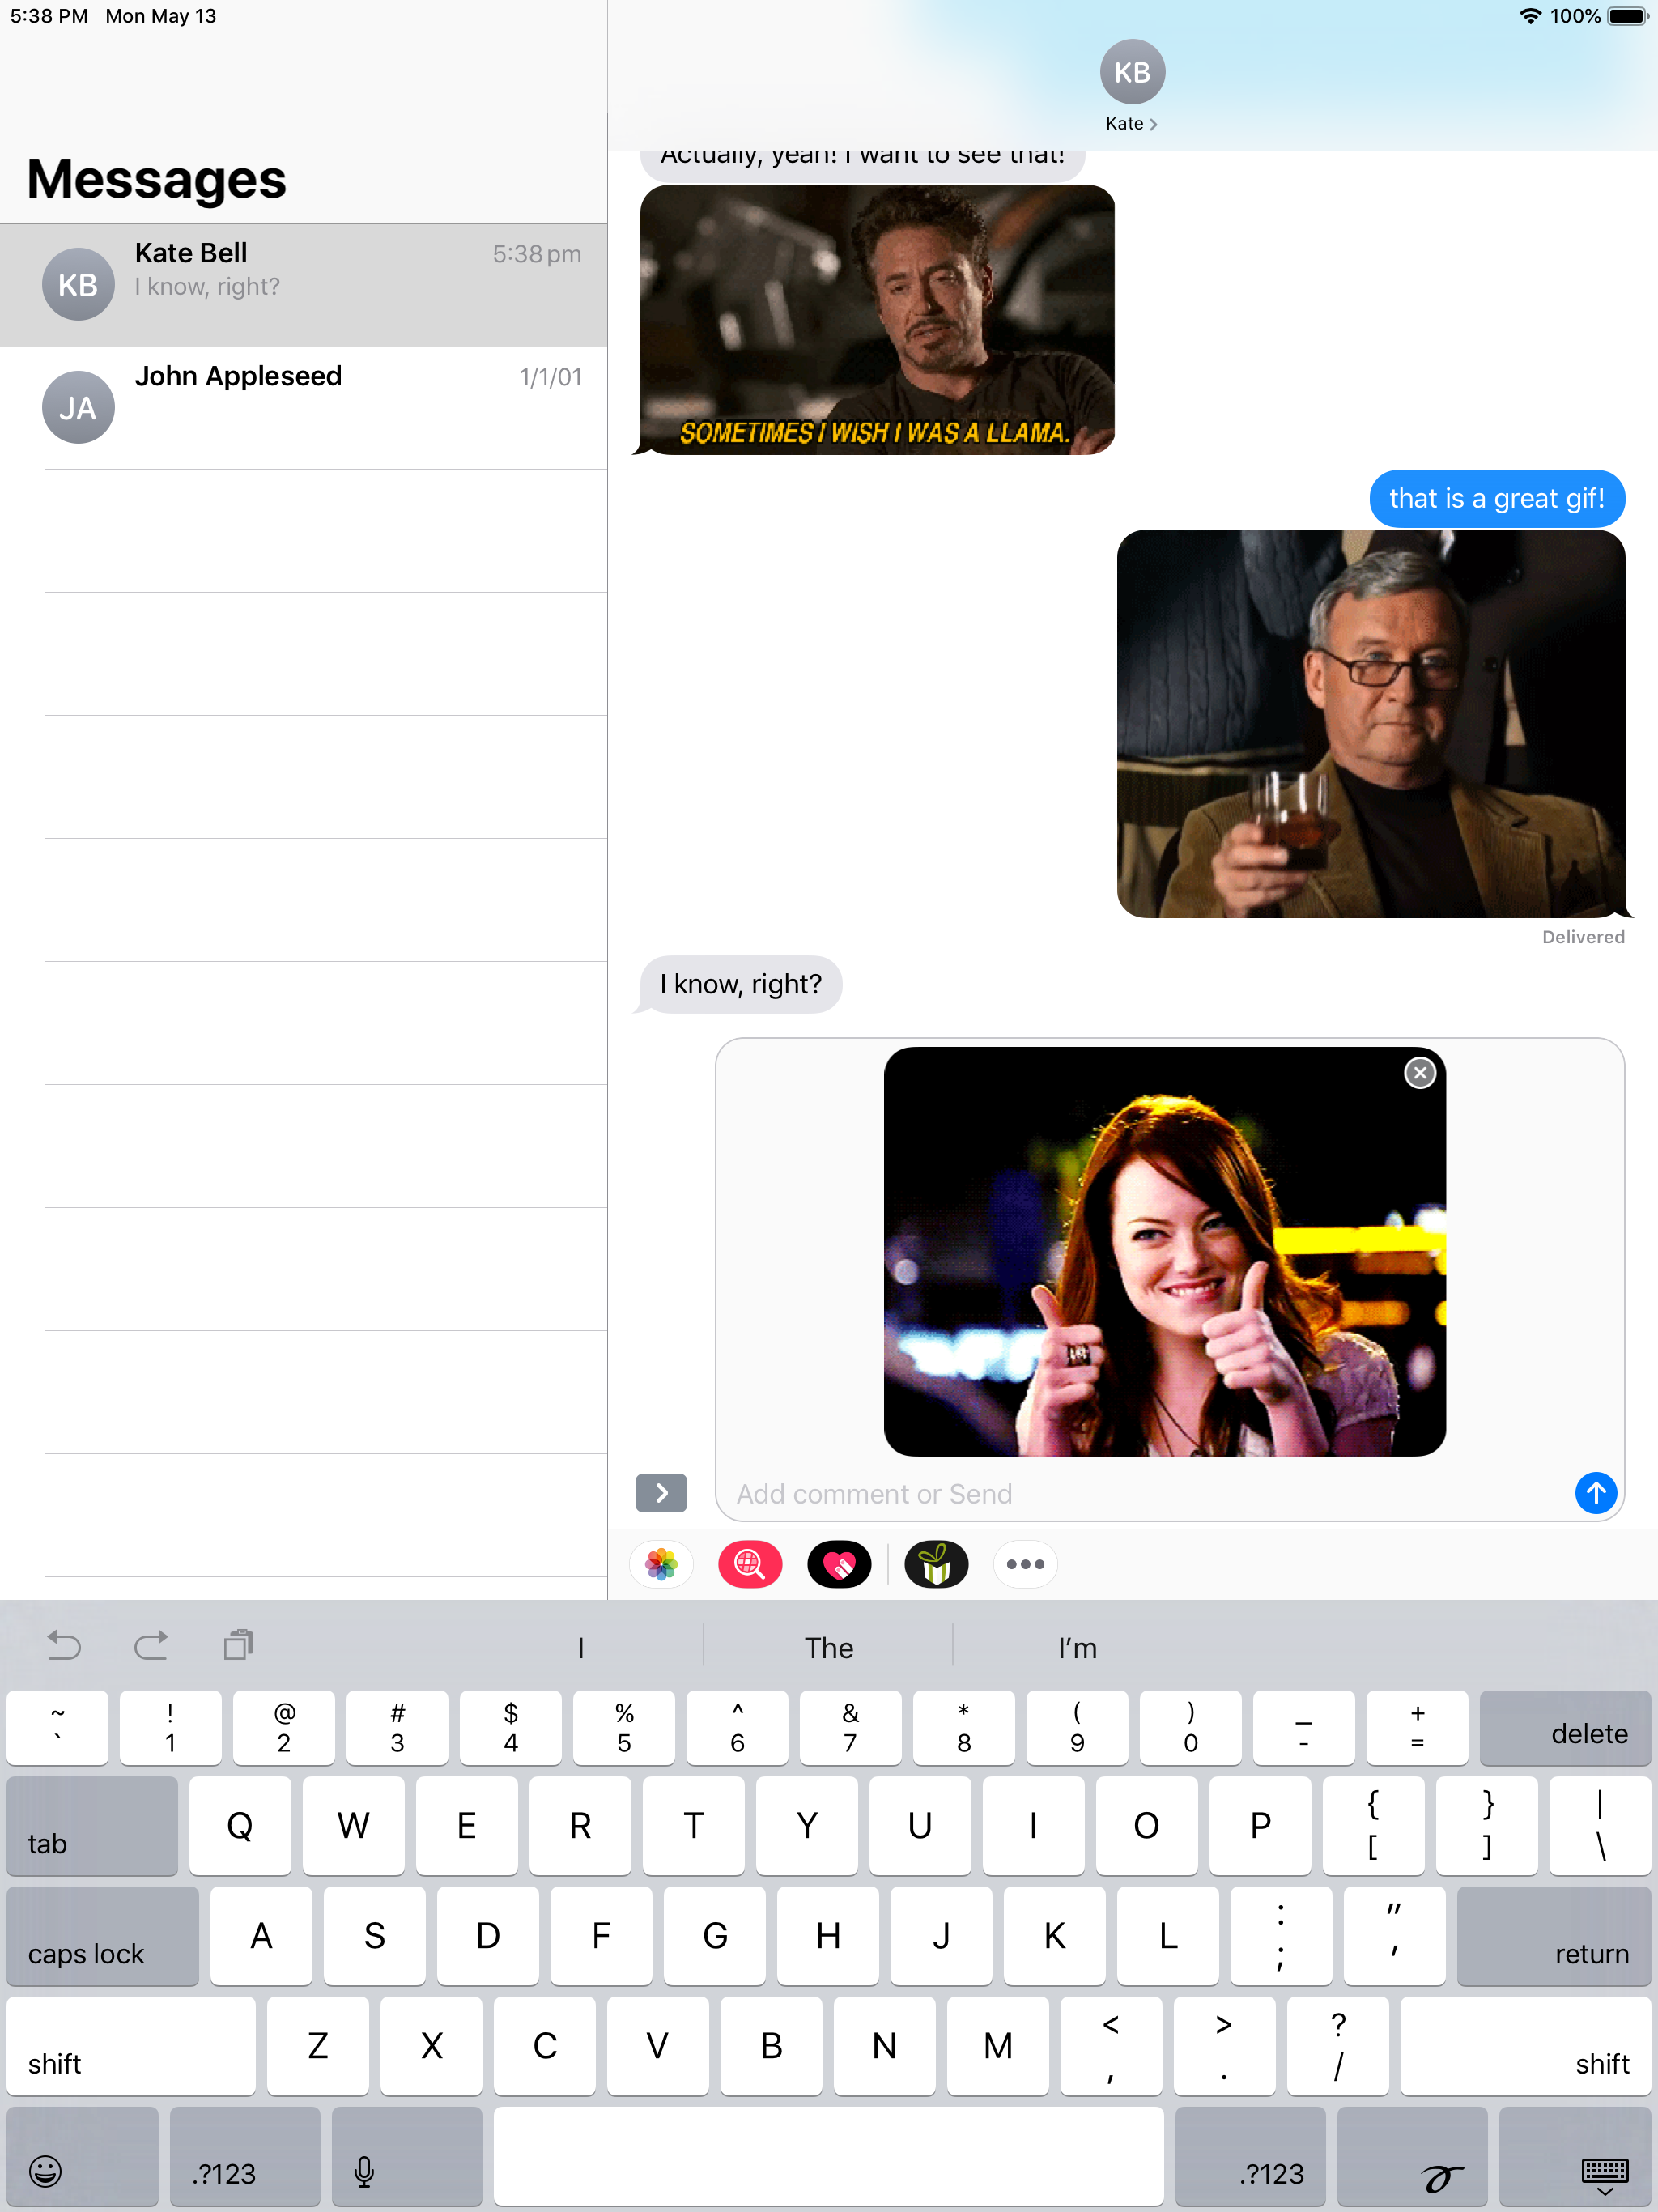 5:38 PM Mon May 13
100%
Messages
KB
Kate Bell
5:38 pm
I know, right?
JA
John Appleseed
1/1/01
KB
Kate
Actually, yeah! I want to see that!
SOMETIMES I WISH I WAS A LLAMA.
that is a great gif!
Delivered
I know, right?
Add comment or Send
I The I’m
~ ! @ # $ % ^ & * ( ) _ +
` 1 2 3 4 5 6 7 8 9 0 - = delete
tab Q W E R T Y U I O P { [ } ] | \
caps lock A S D F G H J K L : ; " ' return
shift Z X C V B N M < , > . ? / shift
.?123 .?123